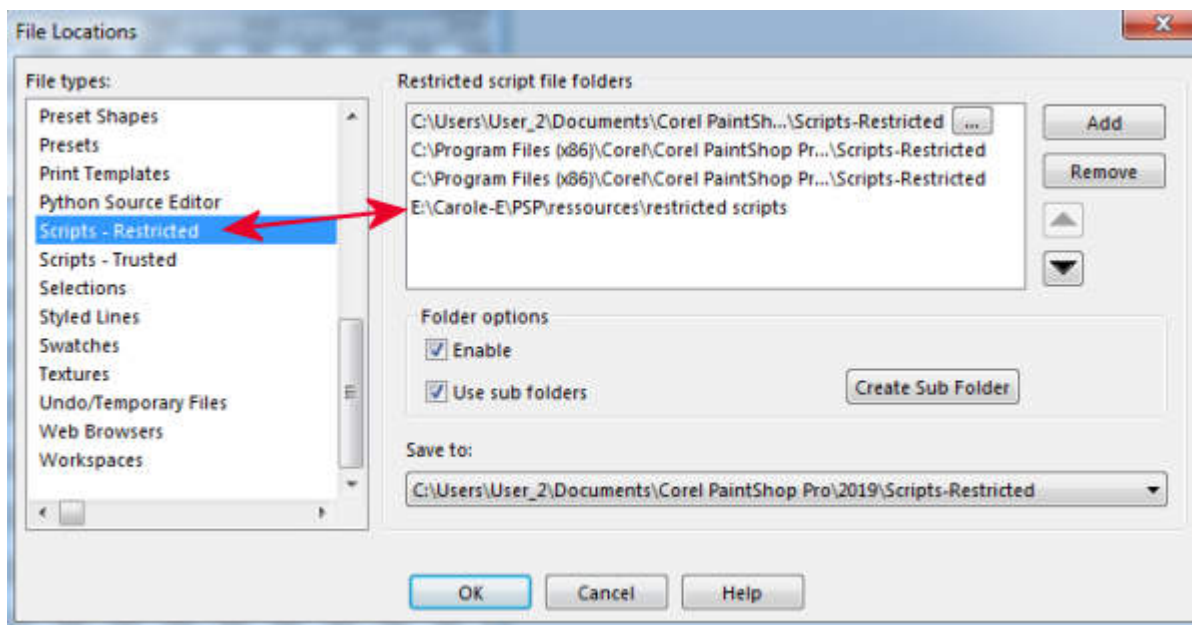 File Locations
File types:
Preset Shapes
Presets
Print Templates
Python Source Editor
Scripts - Restricted
Scripts - Trusted
Selections
Styled Lines
Swatches
Textures
Undo/Temporary Files
Web Browsers
Workspaces
Restricted script file folders
C:\Users\User_2\Documents\Corel PaintSh...\Scripts-Restricted ...
C:\Program Files (x86)\Corel\Corel PaintShop Pr...\Scripts-Restricted
C:\Program Files (x86)\Corel\Corel PaintShop Pr...\Scripts-Restricted
E:\Carole-E\PSP\ressources\restricted scripts
Add
Remove
Folder options
Enable
Use sub folders
Create Sub Folder
Save to:
C:\Users\User_2\Documents\Corel PaintShop Pro\2019\Scripts-Restricted
OK
Cancel
Help